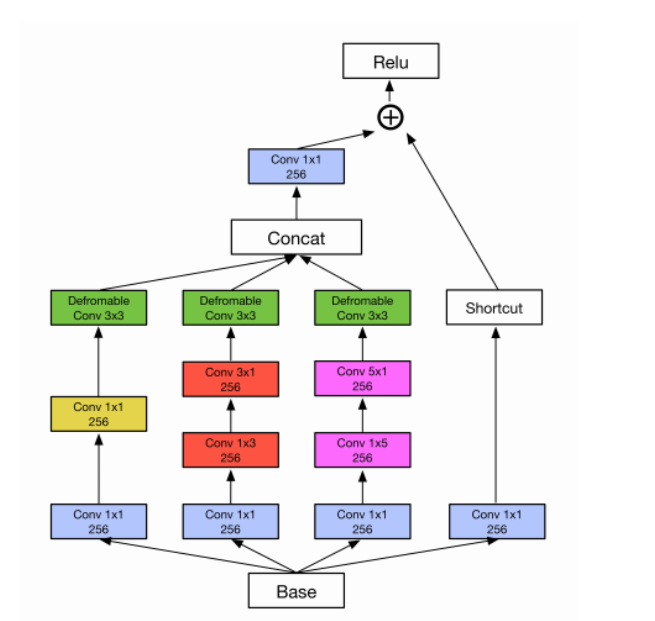 Relu
Conv 1x1
256
Concat
Defromable
Conv 3x3
Defromable
Conv 3x3
Defromable
Conv 3x3
Shortcut
Conv 3x1
256
Conv 5x1
256
Conv 1x1
256
Conv 1x3
256
Conv 1x5
256
Conv 1x1
256
Conv 1x1
256
Conv 1x1
256
Conv 1x1
256
Base